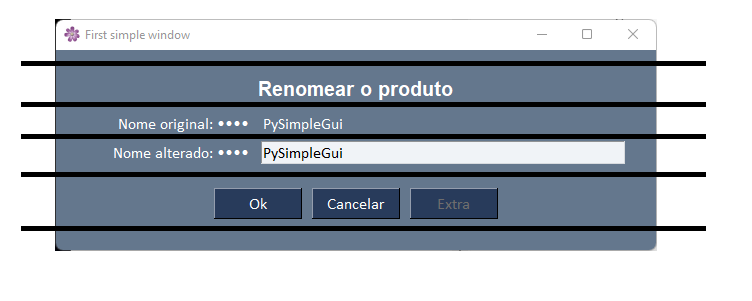 First simple window
Renomear o produto
Nome original: •••• PySimpleGui
Nome alterado: •••• PySimpleGui
Ok Cancelar Extra